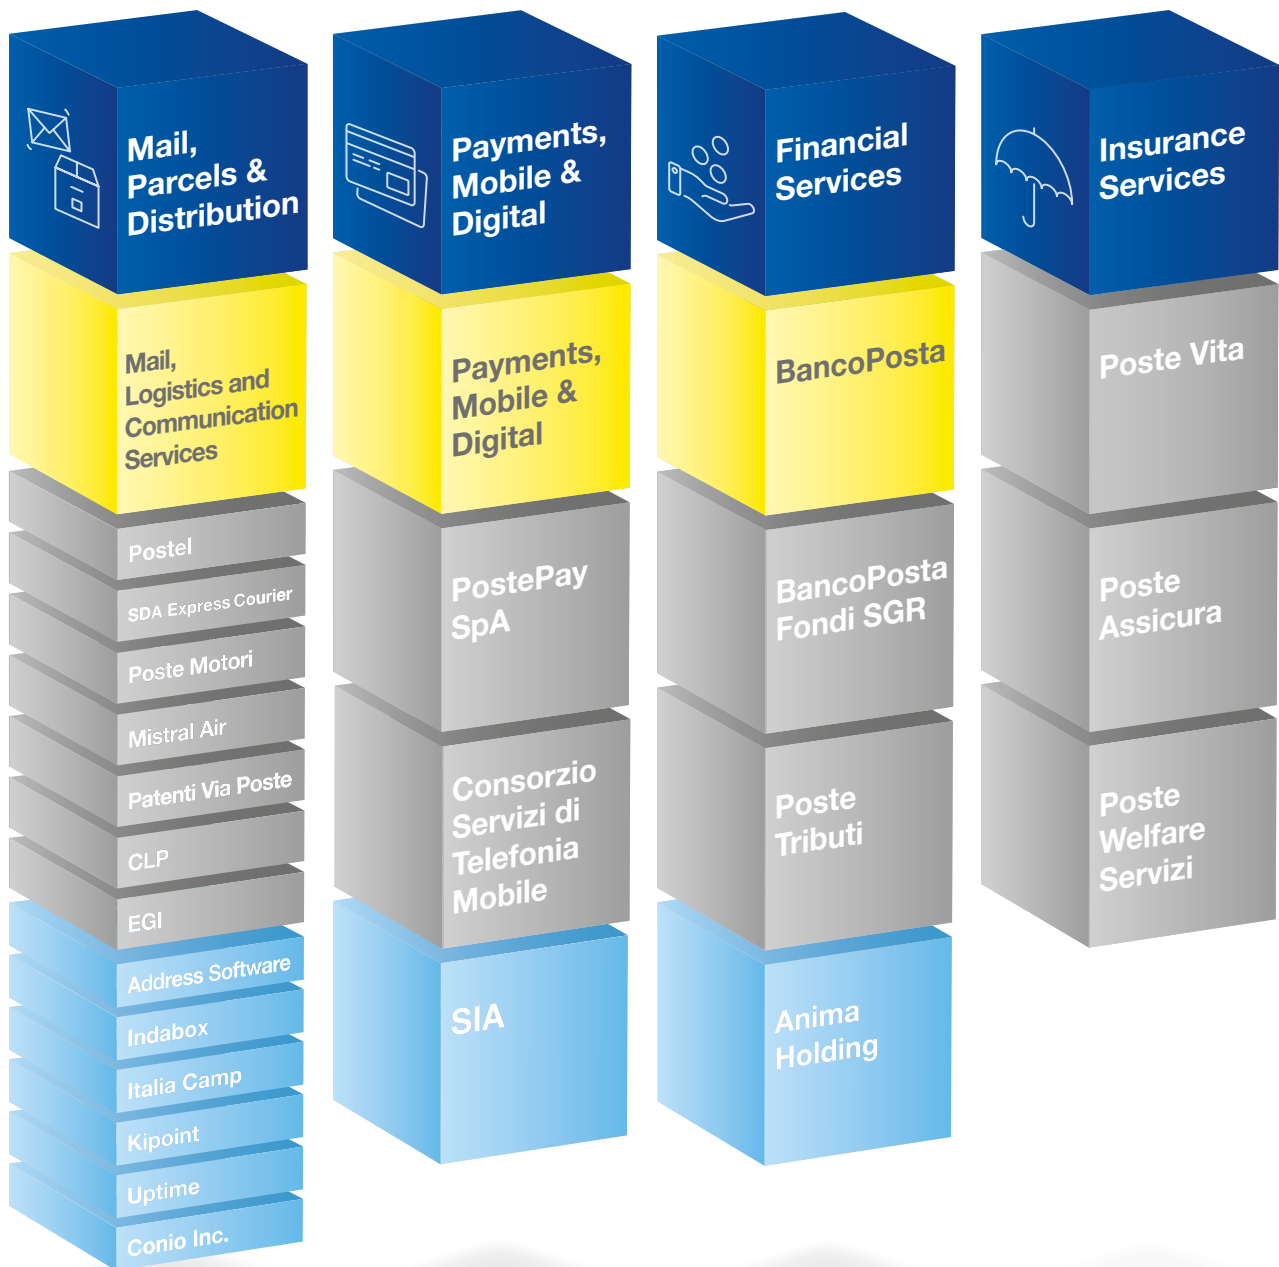 Mail,
Parcels &
Distribution
Mail,
Logistics and
Communication
Services
Postel
SDA Express Courier
Poste Motori
Mistral Air
Patenti Via Poste
CLP
EGI
Address Software
Indabox
Italia Camp
Kipoint
Uptime
Conio Inc.
Payments,
Mobile &
Digital
Payments,
Mobile &
Digital
PostePay
SpA
Consorzio
Servizi di
Telefonia
Mobile
SIA
Financial
Services
BancoPosta
BancoPosta
Fondi SGR
Poste
Tributi
Anima
Holding
Insurance
Services
Poste Vita
Poste
Assicura
Poste
Welfare
Servizi